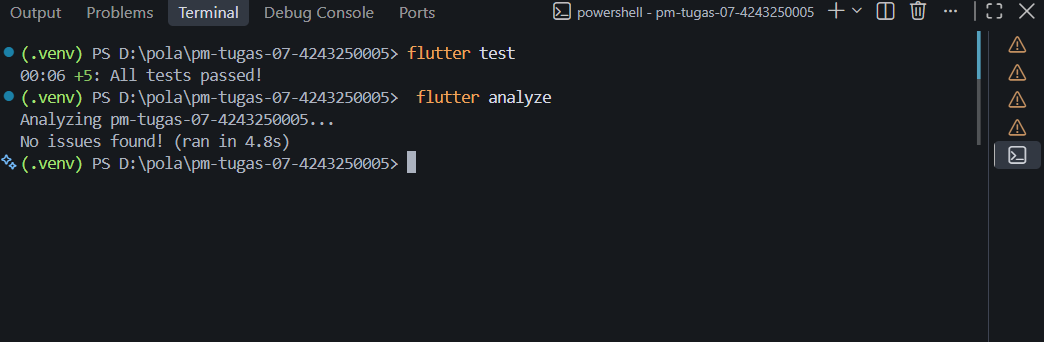 Output Problems Terminal Debug Console Ports powershell - pm-tugas-07-4243250005
(.venv) PS D:\pola\pm-tugas-07-4243250005> flutter test
00:06 +5: All tests passed!
(.venv) PS D:\pola\pm-tugas-07-4243250005>  flutter analyze
Analyzing pm-tugas-07-4243250005...
No issues found! (ran in 4.8s)
(.venv) PS D:\pola\pm-tugas-07-4243250005>